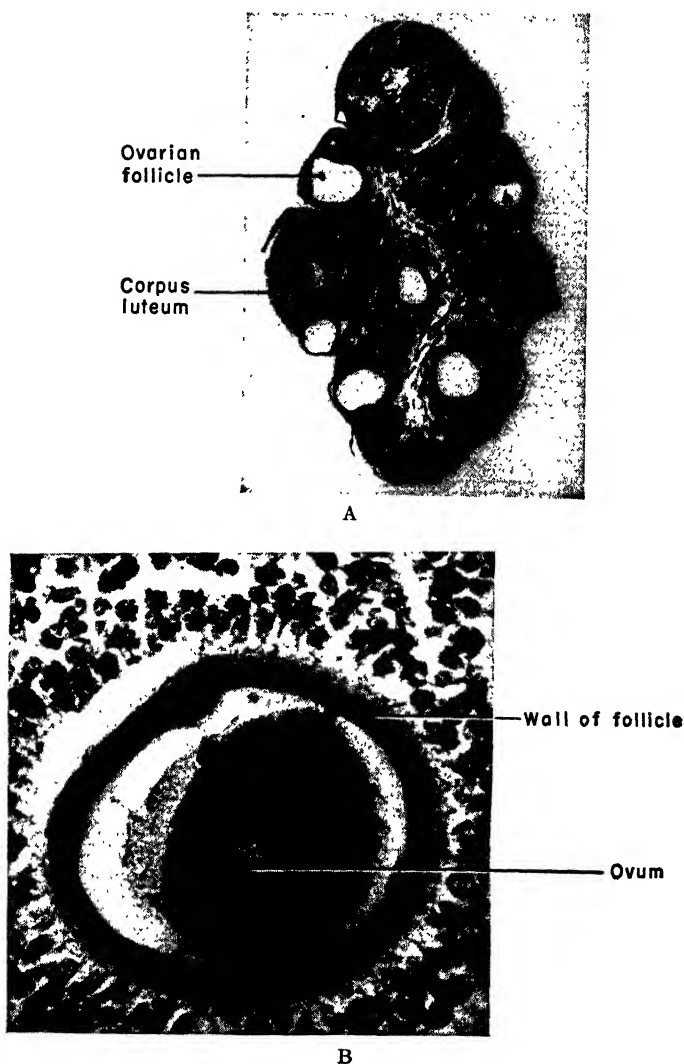 Ovarian
follicle
Corpus
luteum
A
Wall of follicle
Ovum
B